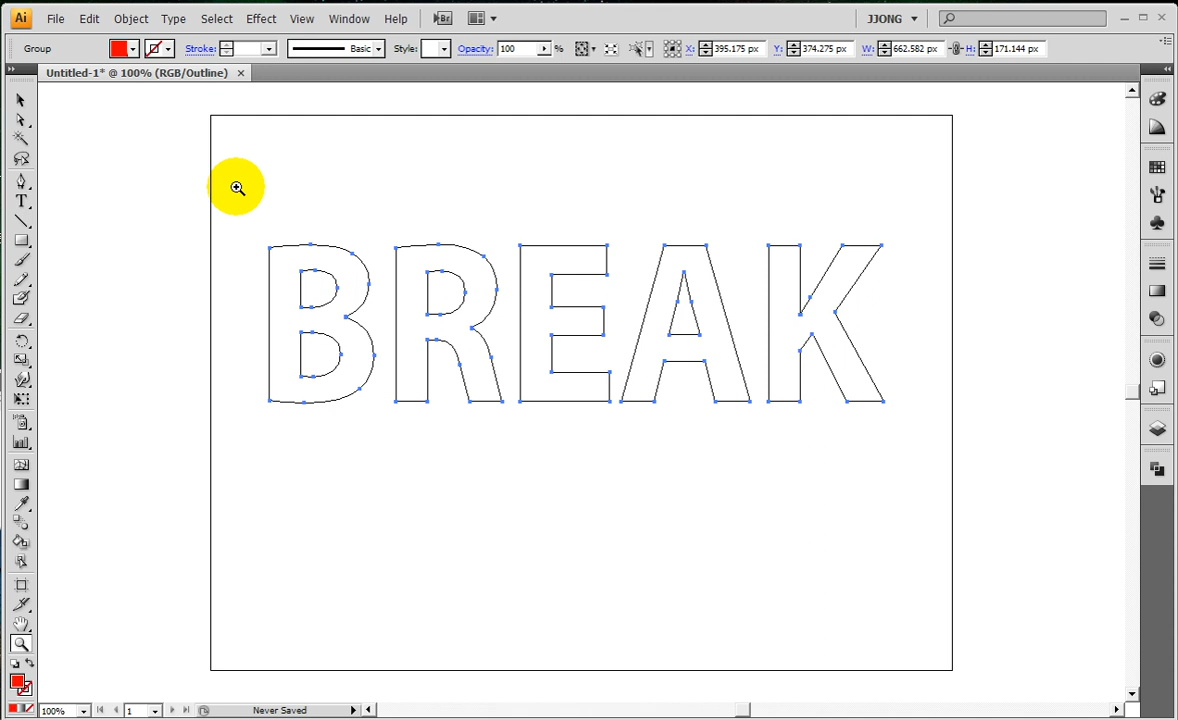 Ai File Edit Object Type Select Effect View Window Help Br JJONG
Group Stroke: Basic Style: Opacity: 100 % X: 395.175 px Y: 374.275 px W: 662.582 px H: 171.144 px
Untitled-1* @ 100% (RGB/Outline)
T
BREAK
100% 1 Never Saved